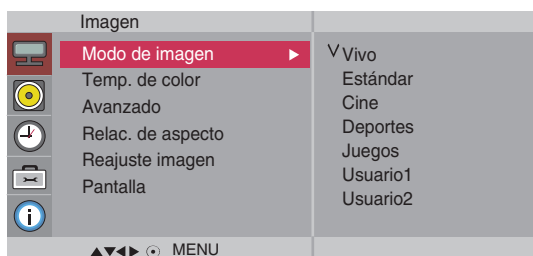 Imagen
Modo de imagen
Temp. de color
Avanzado
Relac. de aspecto
Reajuste imagen
Pantalla
Vivo
Estándar
Cine
Deportes
Juegos
Usuario1
Usuario2
MENU